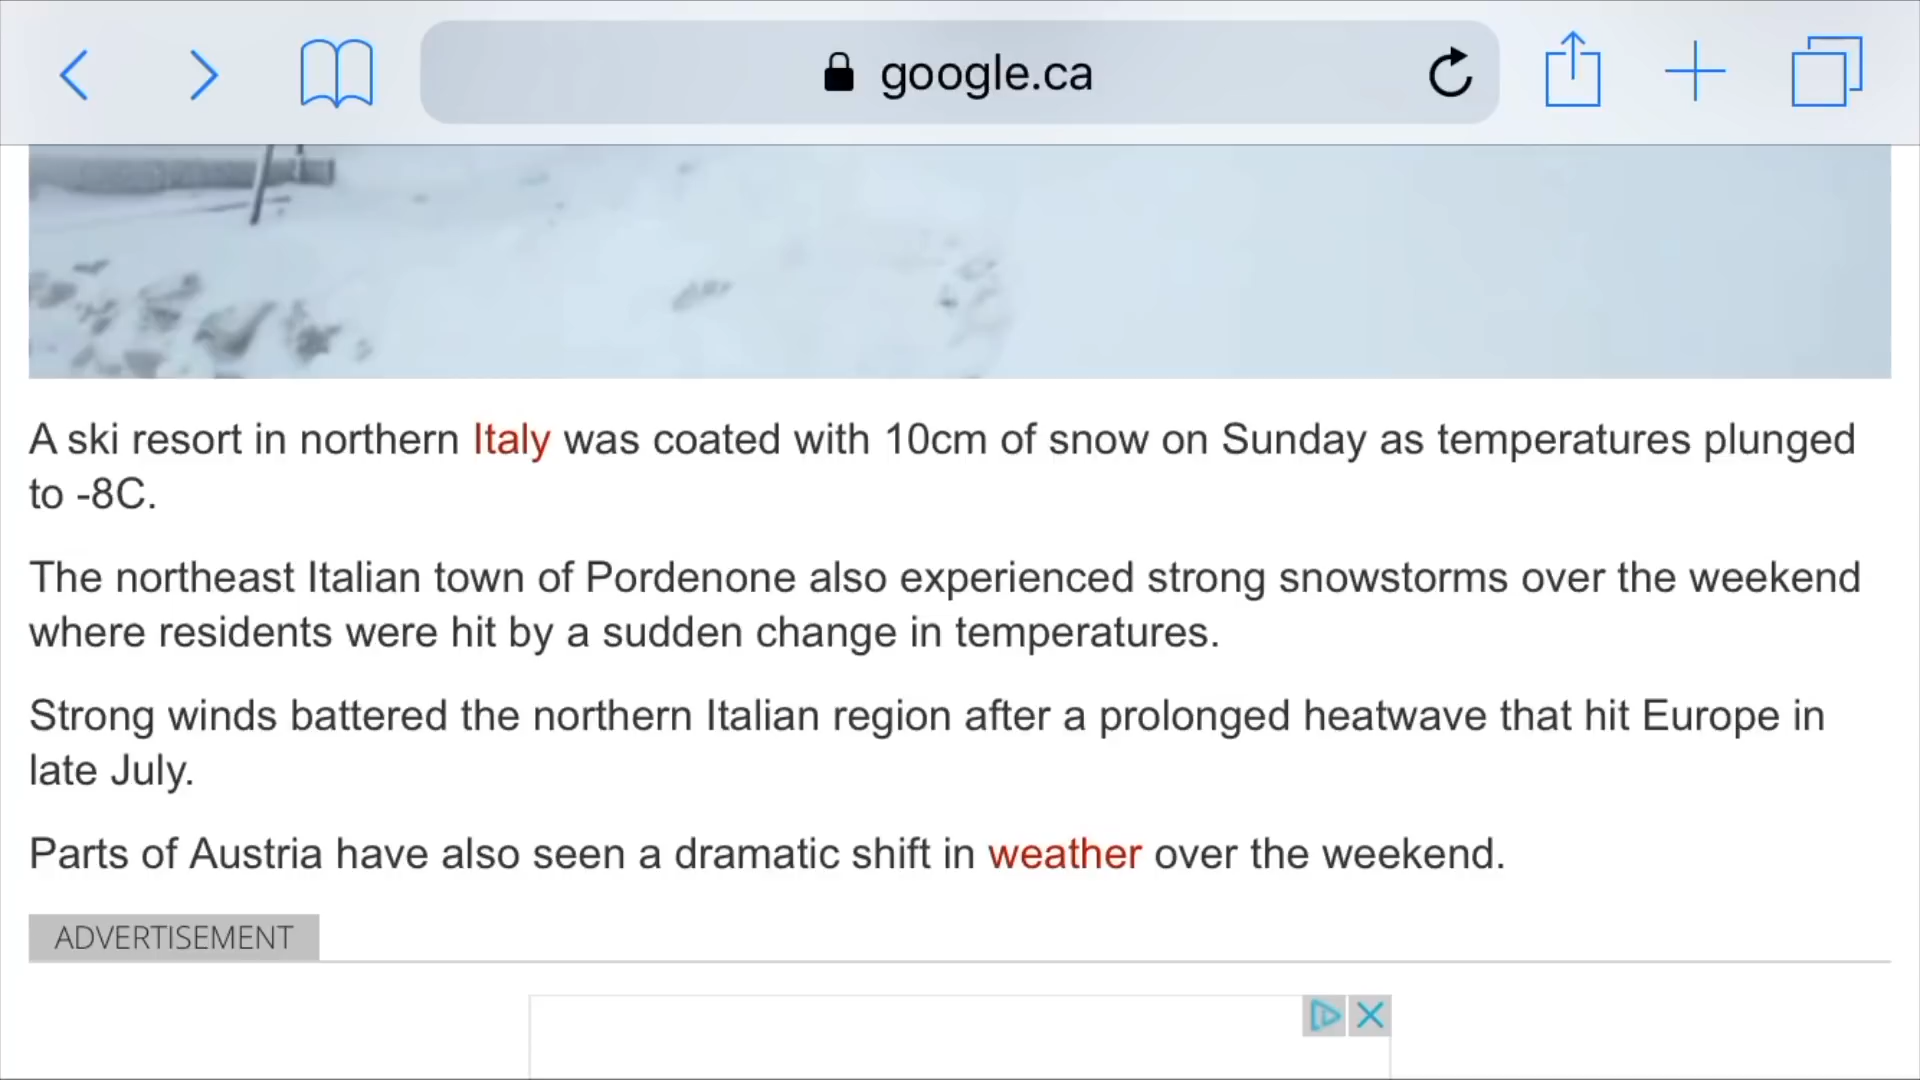 google.ca
A ski resort in northern Italy was coated with 10cm of snow on Sunday as temperatures plunged
to -8C.
The northeast Italian town of Pordenone also experienced strong snowstorms over the weekend
where residents were hit by a sudden change in temperatures.
Strong winds battered the northern Italian region after a prolonged heatwave that hit Europe in
late July.
Parts of Austria have also seen a dramatic shift in weather over the weekend.
ADVERTISEMENT